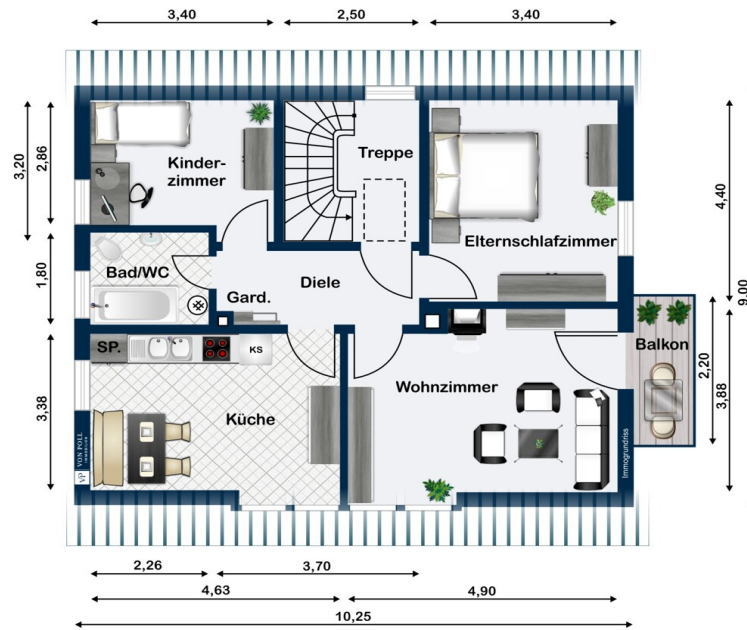 3,40
2,50
3,40
3,20
2,86
Kinder-
zimmer
Treppe
Elternschlafzimmer
4,40
9,00
1,80
Bad/WC
Diele
Gard.
SP.
KS
Küche
Wohnzimmer
Balkon
2,20
3,88
3,38
VP VON POLL
IMMOBILIEN
Immogrundriss
2,26
3,70
4,63
4,90
10,25